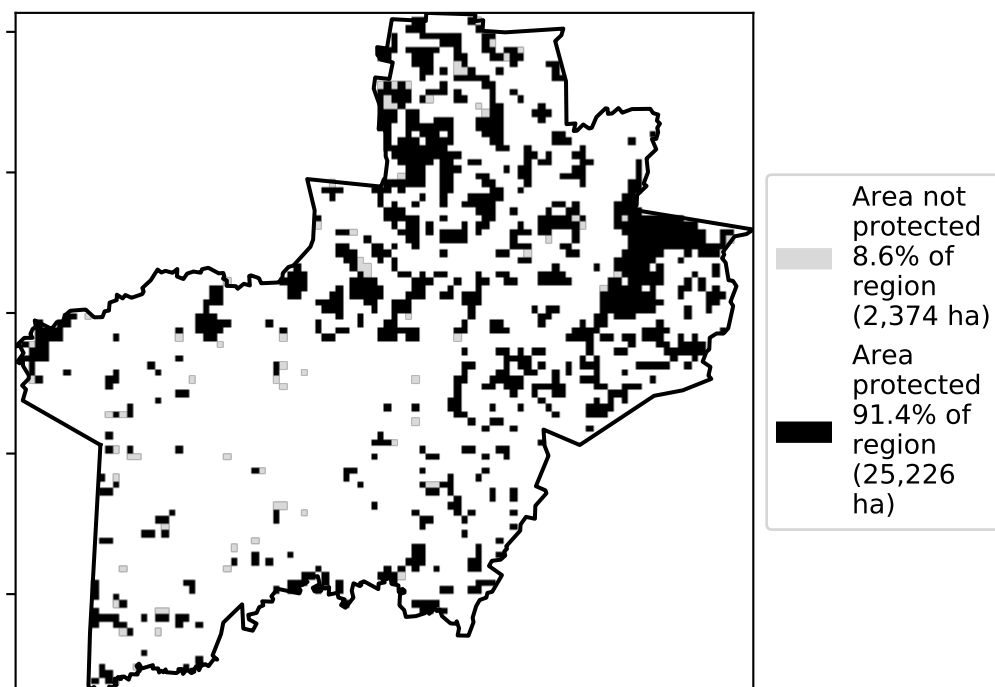 Area not
protected
8.6% of
region
(2,374 ha)
Area
protected
91.4% of
region
(25,226
ha)